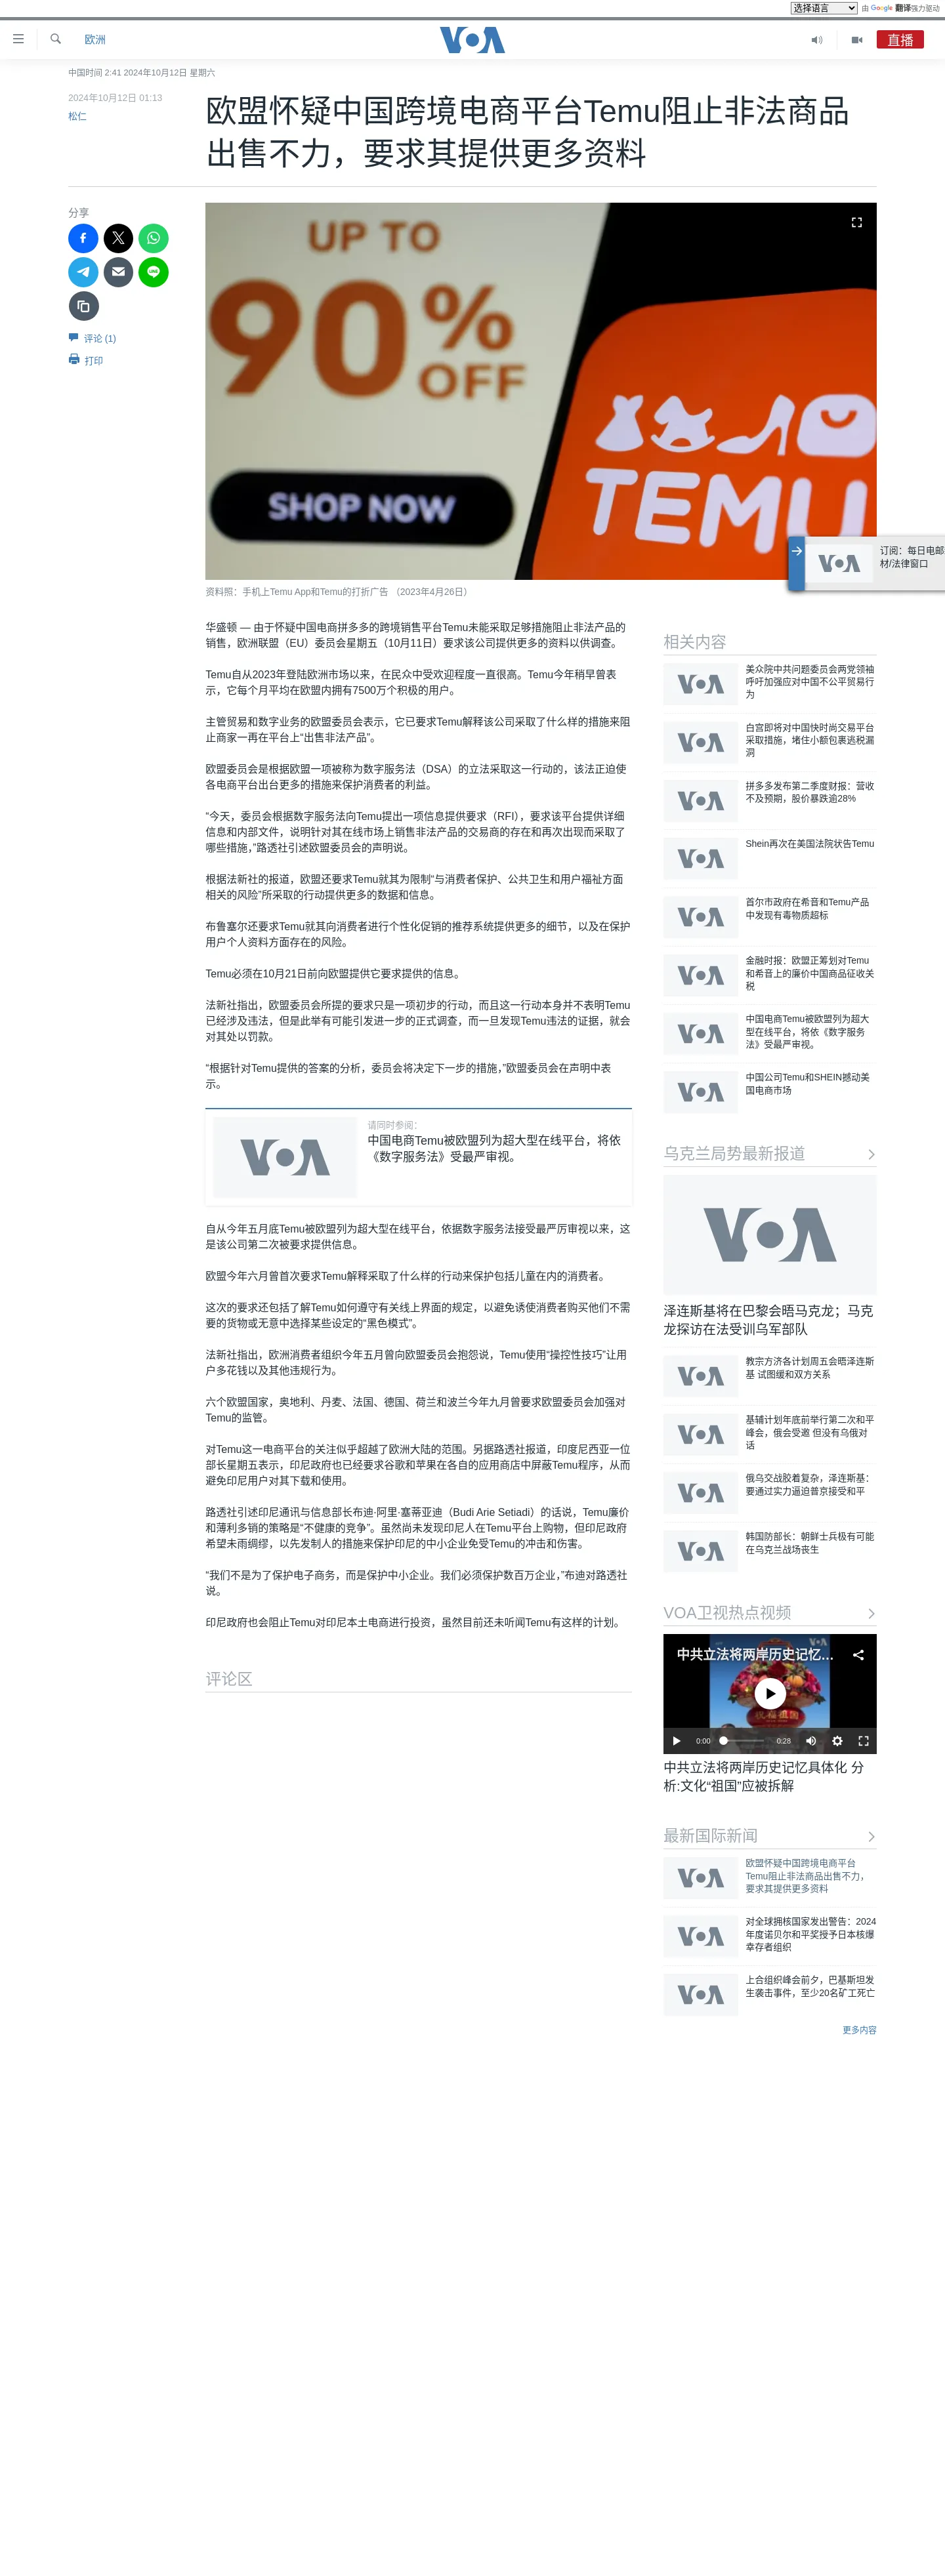 选择语言
由 Google 翻译强力驱动
欧洲
VOA
直播
中国时间 2:41 2024年10月12日 星期六
2024年10月12日 01:13
松仁
欧盟怀疑中国跨境电商平台Temu阻止非法商品
出售不力，要求其提供更多资料
分享
评论 (1)
打印
UP TO
90%
OFF
SHOP NOW
TEMU
资料照：手机上Temu App和Temu的打折广告 （2023年4月26日）
VOA
订阅：每日电邮
材/法律窗口
华盛顿 — 由于怀疑中国电商拼多多的跨境销售平台Temu未能采取足够措施阻止非法产品的
销售，欧洲联盟（EU）委员会星期五（10月11日）要求该公司提供更多的资料以供调查。
Temu自从2023年登陆欧洲市场以来，在民众中受欢迎程度一直很高。Temu今年稍早曾表
示，它每个月平均在欧盟内拥有7500万个积极的用户。
主管贸易和数字业务的欧盟委员会表示，它已要求Temu解释该公司采取了什么样的措施来阻
止商家一再在平台上“出售非法产品”。
欧盟委员会是根据欧盟一项被称为数字服务法（DSA）的立法采取这一行动的，该法正迫使
各电商平台出台更多的措施来保护消费者的利益。
“今天，委员会根据数字服务法向Temu提出一项信息提供要求（RFI），要求该平台提供详细
信息和内部文件，说明针对其在线市场上销售非法产品的交易商的存在和再次出现而采取了
哪些措施，”路透社引述欧盟委员会的声明说。
根据法新社的报道，欧盟还要求Temu就其为限制“与消费者保护、公共卫生和用户福祉方面
相关的风险”所采取的行动提供更多的数据和信息。
布鲁塞尔还要求Temu就其向消费者进行个性化促销的推荐系统提供更多的细节，以及在保护
用户个人资料方面存在的风险。
Temu必须在10月21日前向欧盟提供它要求提供的信息。
法新社指出，欧盟委员会所提的要求只是一项初步的行动，而且这一行动本身并不表明Temu
已经涉及违法，但是此举有可能引发进一步的正式调查，而一旦发现Temu违法的证据，就会
对其处以罚款。
“根据针对Temu提供的答案的分析，委员会将决定下一步的措施，”欧盟委员会在声明中表
示。
VOA
请同时参阅：
中国电商Temu被欧盟列为超大型在线平台，将依
《数字服务法》受最严审视。
自从今年五月底Temu被欧盟列为超大型在线平台，依据数字服务法接受最严厉审视以来，这
是该公司第二次被要求提供信息。
欧盟今年六月曾首次要求Temu解释采取了什么样的行动来保护包括儿童在内的消费者。
这次的要求还包括了解Temu如何遵守有关线上界面的规定，以避免诱使消费者购买他们不需
要的货物或无意中选择某些设定的“黑色模式”。
法新社指出，欧洲消费者组织今年五月曾向欧盟委员会抱怨说，Temu使用“操控性技巧”让用
户多花钱以及其他违规行为。
六个欧盟国家，奥地利、丹麦、法国、德国、荷兰和波兰今年九月曾要求欧盟委员会加强对
Temu的监管。
对Temu这一电商平台的关注似乎超越了欧洲大陆的范围。另据路透社报道，印度尼西亚一位
部长星期五表示，印尼政府也已经要求谷歌和苹果在各自的应用商店中屏蔽Temu程序，从而
避免印尼用户对其下载和使用。
路透社引述印尼通讯与信息部长布迪·阿里·塞蒂亚迪（Budi Arie Setiadi）的话说，Temu廉价
和薄利多销的策略是“不健康的竞争”。虽然尚未发现印尼人在Temu平台上购物，但印尼政府
希望未雨绸缪，以先发制人的措施来保护印尼的中小企业免受Temu的冲击和伤害。
“我们不是为了保护电子商务，而是保护中小企业。我们必须保护数百万企业，”布迪对路透社
说。
印尼政府也会阻止Temu对印尼本土电商进行投资，虽然目前还未听闻Temu有这样的计划。
评论区
相关内容
VOA
美众院中共问题委员会两党领袖
呼吁加强应对中国不公平贸易行
为
VOA
白宫即将对中国快时尚交易平台
采取措施，堵住小额包裹逃税漏
洞
VOA
拼多多发布第二季度财报：营收
不及预期，股价暴跌逾28%
VOA
Shein再次在美国法院状告Temu
VOA
首尔市政府在希音和Temu产品
中发现有毒物质超标
VOA
金融时报：欧盟正筹划对Temu
和希音上的廉价中国商品征收关
税
VOA
中国电商Temu被欧盟列为超大
型在线平台，将依《数字服务
法》受最严审视。
VOA
中国公司Temu和SHEIN撼动美
国电商市场
乌克兰局势最新报道
VOA
泽连斯基将在巴黎会晤马克龙；马克
龙探访在法受训乌军部队
VOA
教宗方济各计划周五会晤泽连斯
基 试图缓和双方关系
VOA
基辅计划年底前举行第二次和平
峰会，俄会受邀 但没有乌俄对
话
VOA
俄乌交战胶着复杂，泽连斯基：
要通过实力逼迫普京接受和平
VOA
韩国防部长：朝鲜士兵极有可能
在乌克兰战场丧生
VOA卫视热点视频
中共立法将两岸历史记忆...
VOA
祝福祖国
0:00
0:28
中共立法将两岸历史记忆具体化 分
析:文化“祖国”应被拆解
最新国际新闻
VOA
欧盟怀疑中国跨境电商平台
Temu阻止非法商品出售不力，
要求其提供更多资料
VOA
对全球拥核国家发出警告：2024
年度诺贝尔和平奖授予日本核爆
幸存者组织
VOA
上合组织峰会前夕，巴基斯坦发
生袭击事件，至少20名矿工死亡
更多内容